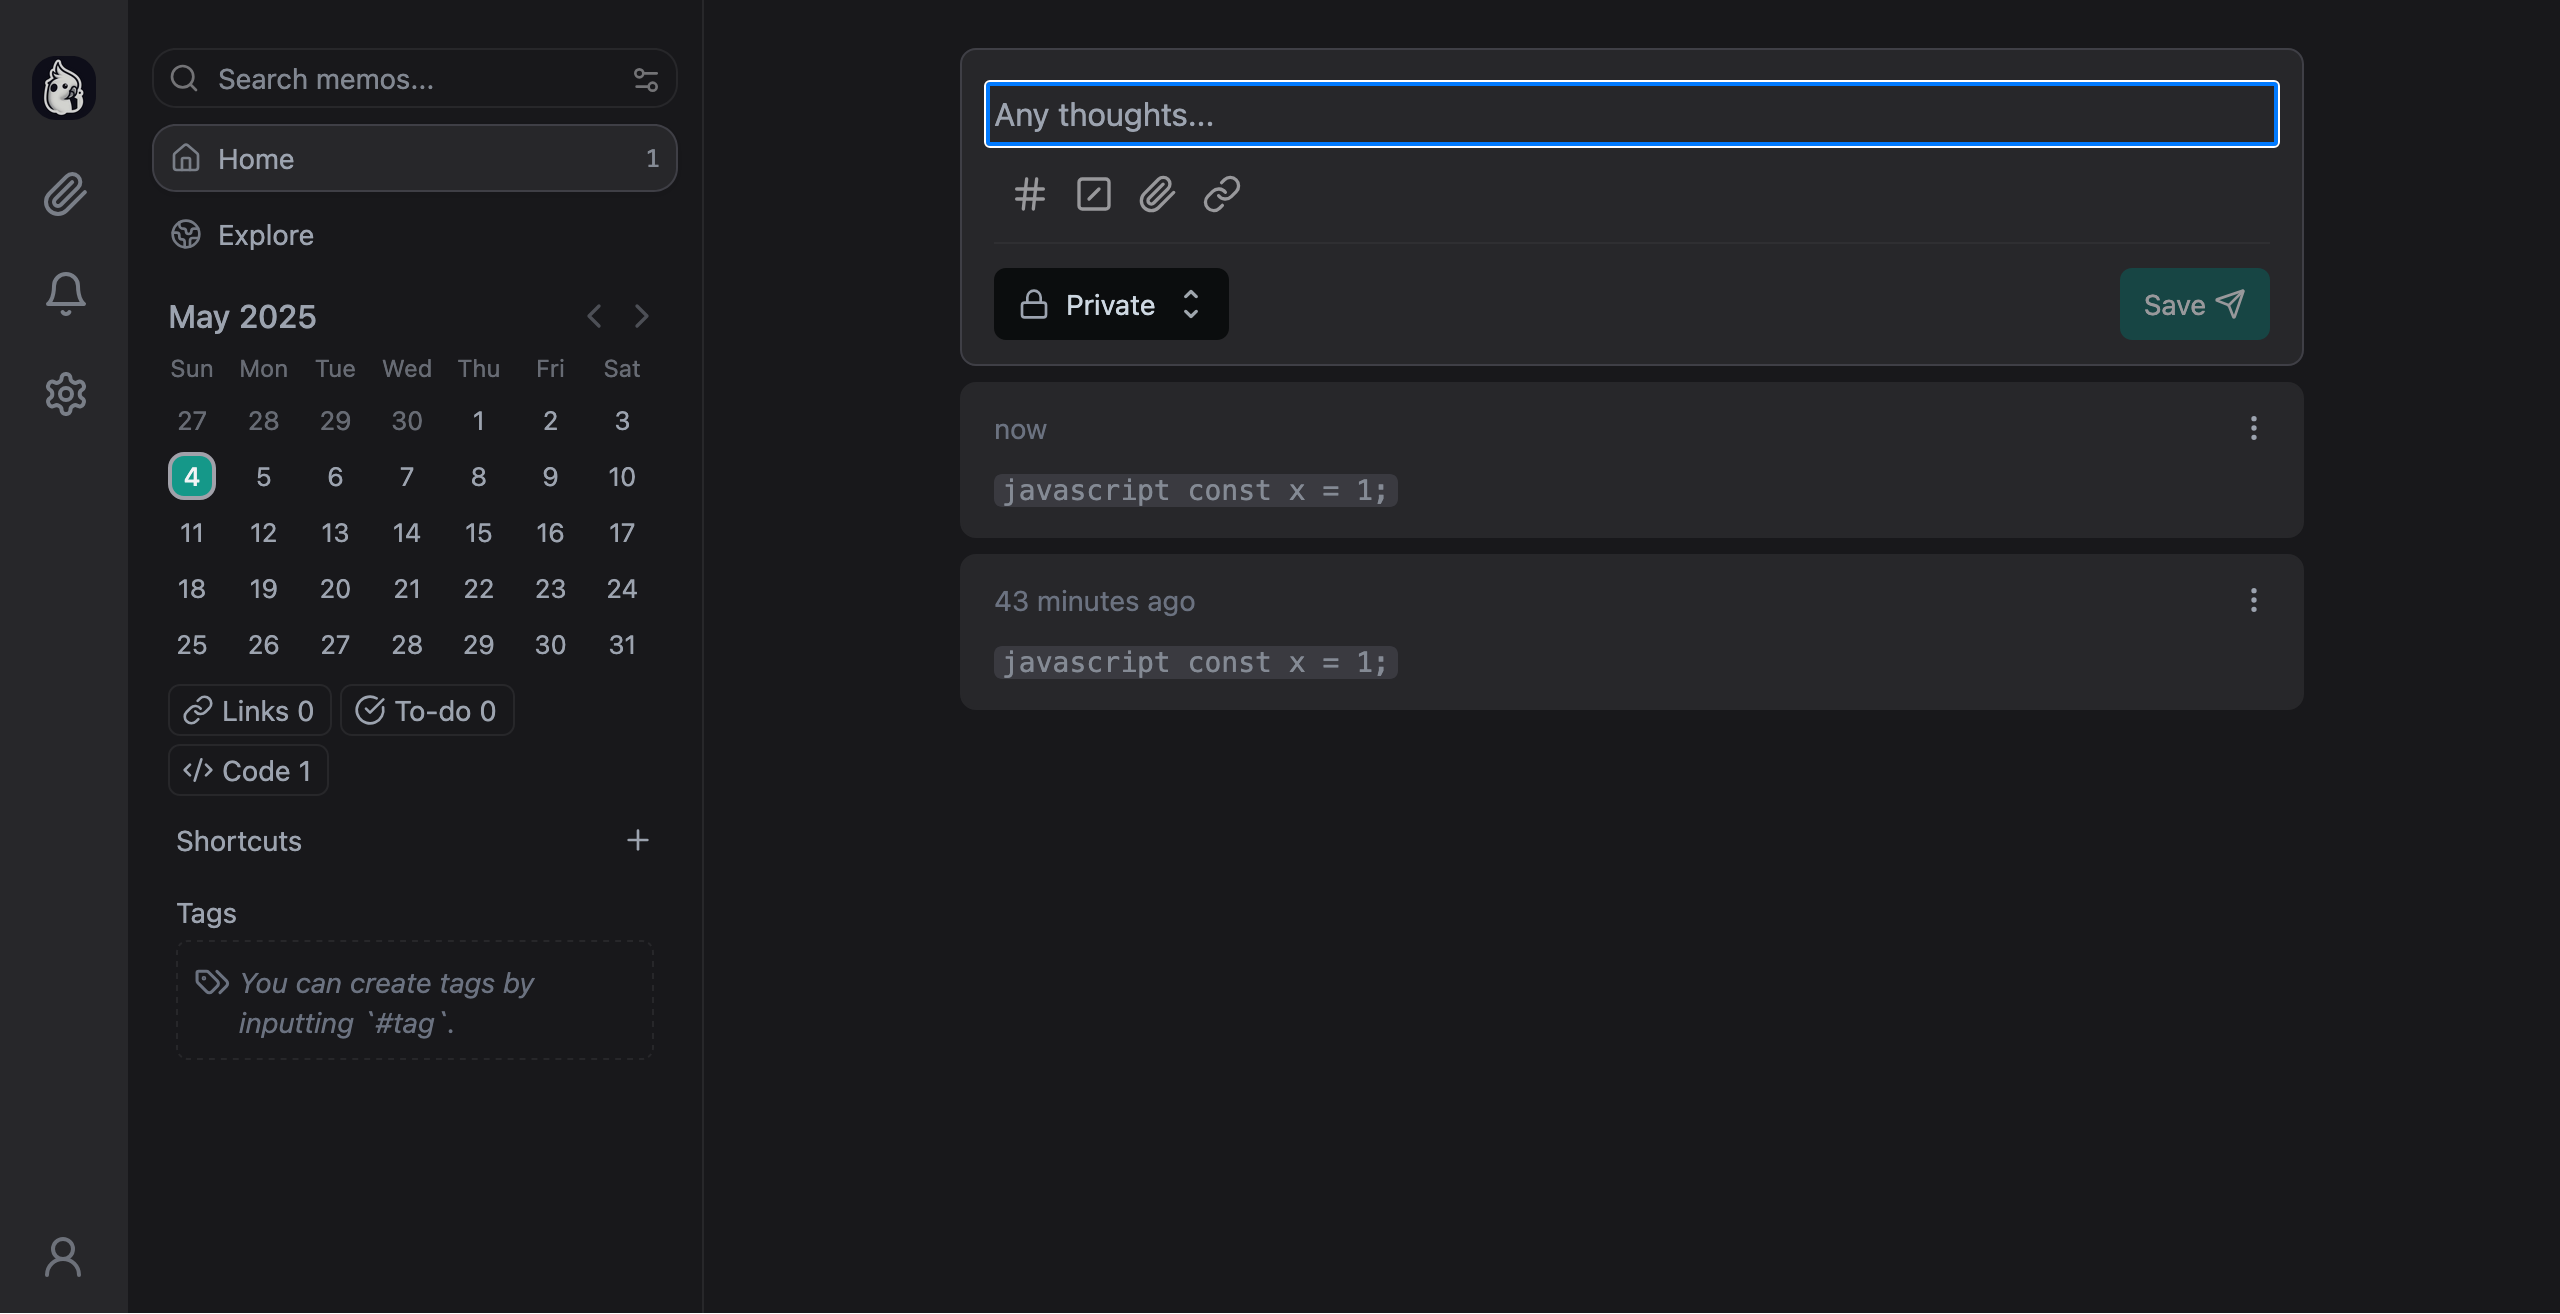 Search memos...
Home 1
Explore
May 2025
Sun Mon Tue Wed Thu Fri Sat
27 28 29 30 1 2 3
4 5 6 7 8 9 10
11 12 13 14 15 16 17
18 19 20 21 22 23 24
25 26 27 28 29 30 31
Links 0 To-do 0
Code 1
Shortcuts
Tags
You can create tags by
inputting `#tag`.
Any thoughts...
Private
Save
now
javascript const x = 1;
43 minutes ago
javascript const x = 1;